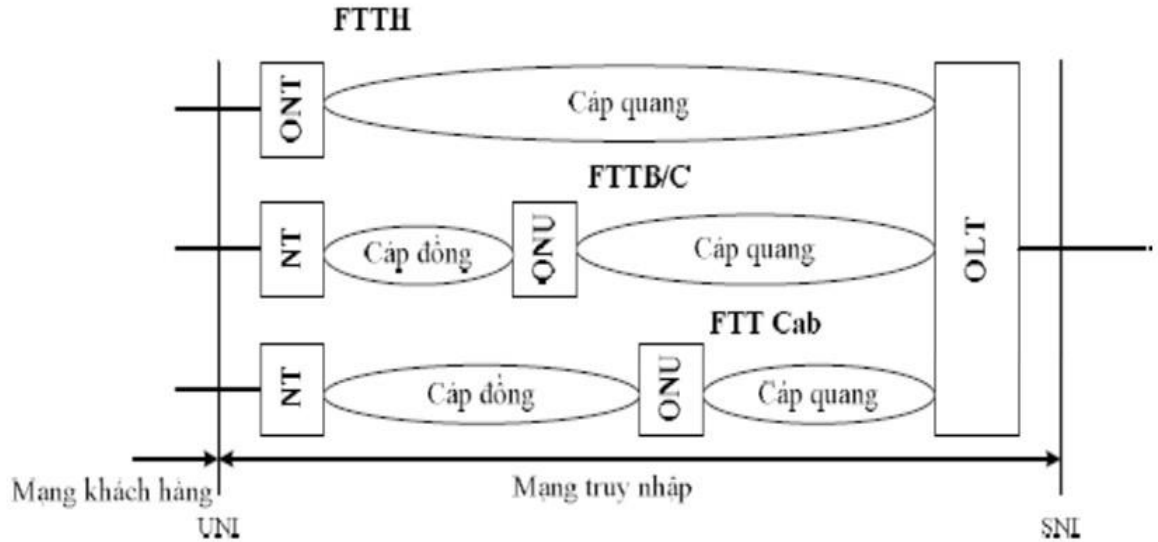 FTTH
ONT
Cáp quang
FTTB/C
NT
Cáp đồng
ONU
Cáp quang
OLT
FTT Cab
NT
Cáp đồng
ONU
Cáp quang
Mạng khách hàng
Mạng truy nhập
UNI
SNI